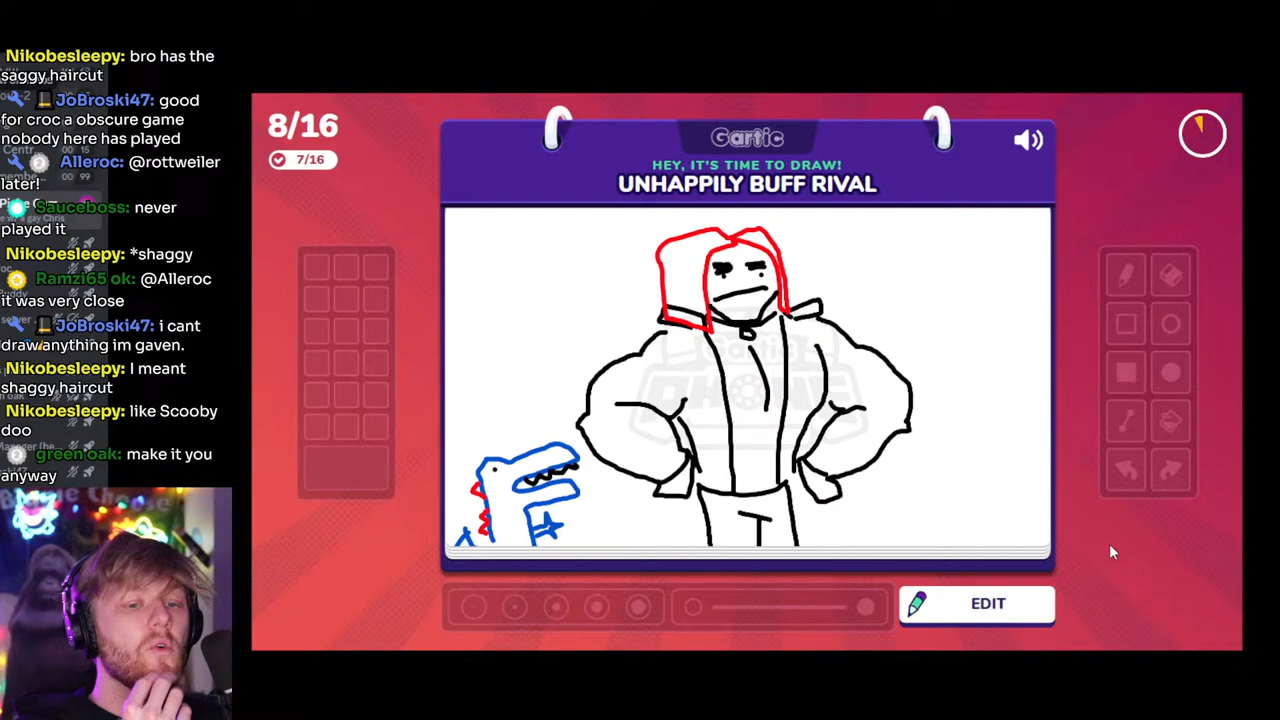 Nikobesleepy: bro has the
saggy haircut
JoBroski47: good
for croc a obscure game
nobody here has played
Alleroc: @rottweiler
later!
Sauceboss: never
played it
Nikobesleepy: *shaggy
Ramzi65 ok: @Alleroc
it was very close
JoBroski47: i cant
draw anything im gaven.
Nikobesleepy: I meant
shaggy haircut
Nikobesleepy: like Scooby
doo
green oak: make it you
anyway
8/16
7/16
Gartic
HEY, IT'S TIME TO DRAW!
UNHAPPILY BUFF RIVAL
EDIT